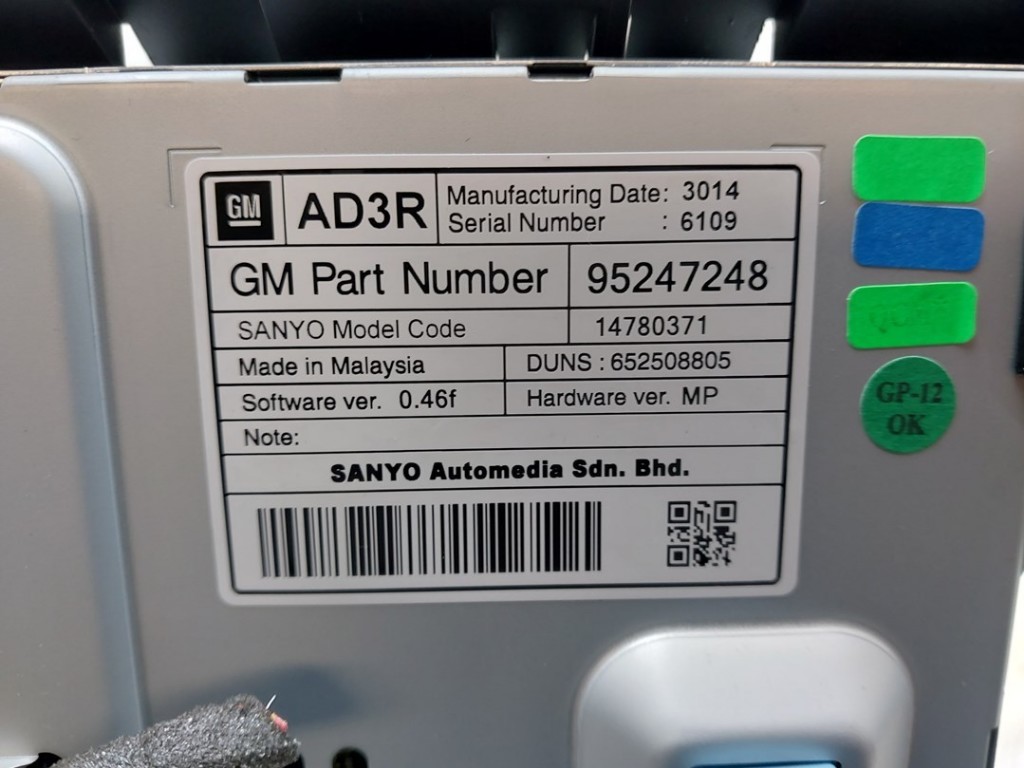 GM AD3R Manufacturing Date: 3014
Serial Number : 6109
GM Part Number 95247248
SANYO Model Code 14780371
Made in Malaysia DUNS : 652508805
Software ver. 0.46f Hardware ver. MP
Note:
SANYO Automedia Sdn. Bhd.
GP-12
OK